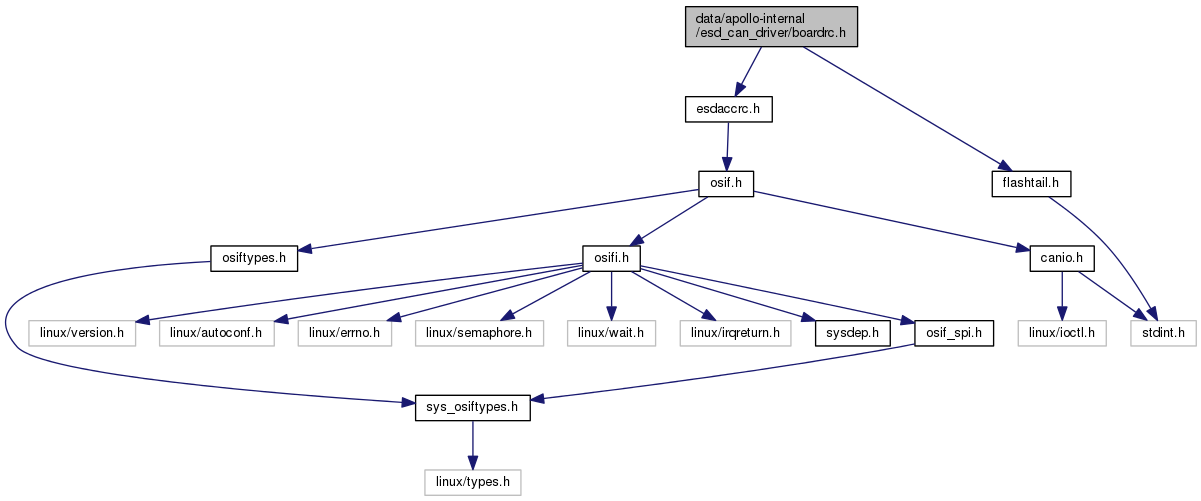 data/apollo-internal
/esd_can_driver/boardrc.h
esdaccrc.h
osif.h
flashtail.h
osiftypes.h
osifi.h
canio.h
linux/version.h
linux/autoconf.h
linux/errno.h
linux/semaphore.h
linux/wait.h
linux/irqreturn.h
sysdep.h
osif_spi.h
linux/ioctl.h
stdint.h
sys_osiftypes.h
linux/types.h